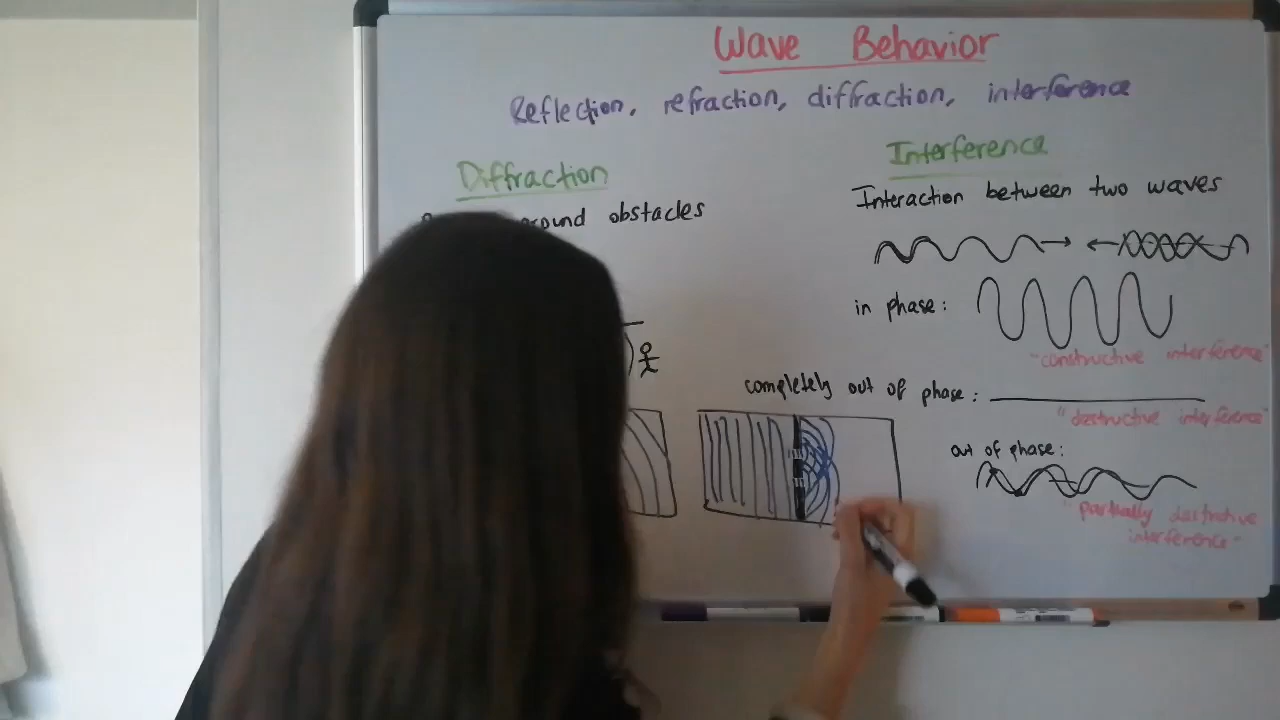 Wave Behavior
Reflection, refraction, diffraction, interference
Diffraction
obstacles
Interference
Interaction between two waves
in phase:
"constructive interference"
completely out of phase:
"destructive interference"
out of phase:
"partially destructive
interference"